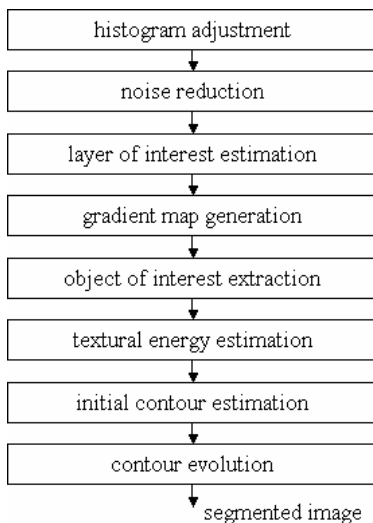 histogram adjustment
noise reduction
layer of interest estimation
gradient map generation
object of interest extraction
textural energy estimation
initial contour estimation
contour evolution
segmented image